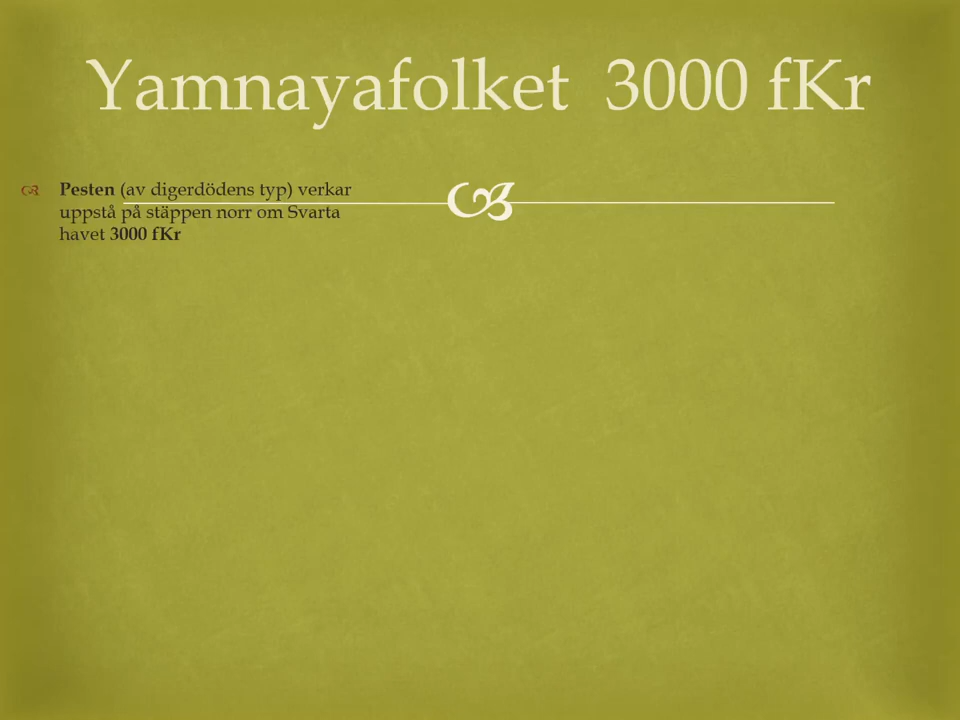 Yamnayafolket 3000 fKr
Pesten (av digerdödens typ) verkar
uppstå på stäppen norr om Svarta
havet 3000 fKr